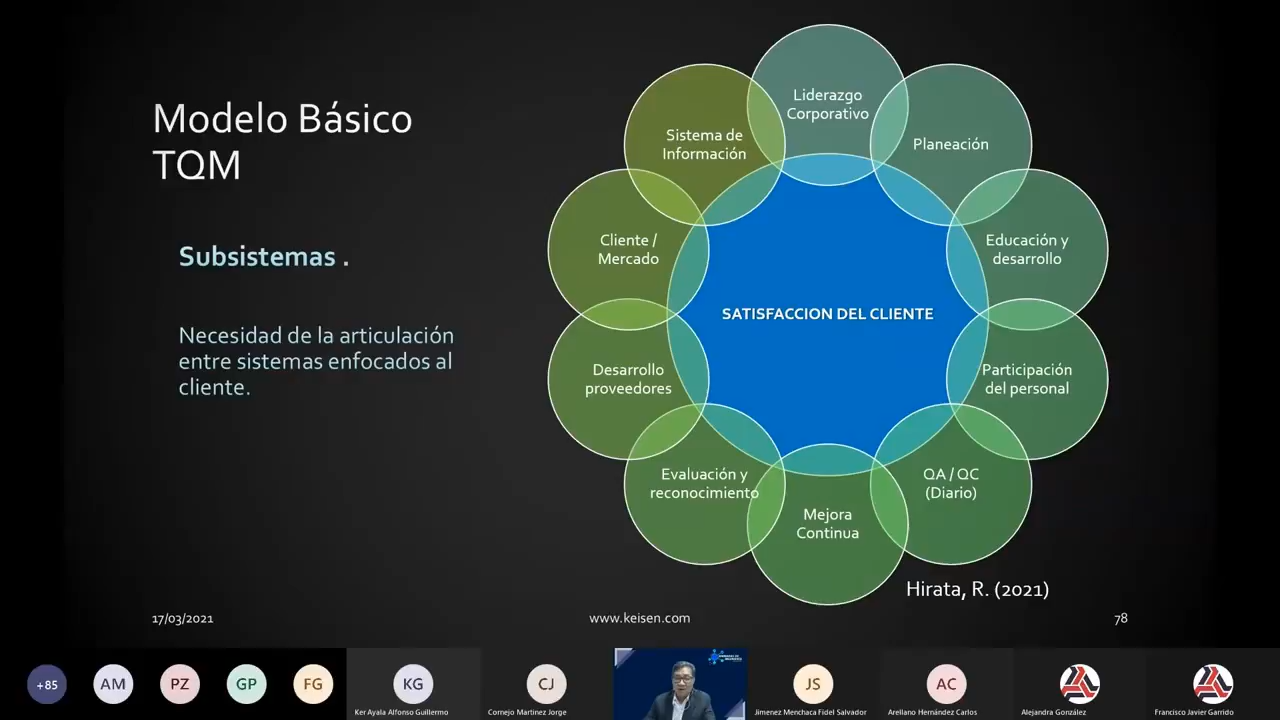 Modelo Básico
TQM
Subsistemas .
Necesidad de la articulación
entre sistemas enfocados al
cliente.
Liderazgo
Corporativo
Planeación
Educación y
desarrollo
Participación
del personal
QA / QC
(Diario)
Mejora
Continua
Evaluación y
reconocimiento
Desarrollo
proveedores
Cliente /
Mercado
Sistema de
Información
SATISFACCION DEL CLIENTE
Hirata, R. (2021)
17/03/2021
www.keisen.com
78
+85
AM
PZ
GP
FG
KG
Ker Ayala Alfonso Guillermo
CJ
Cornejo Martinez Jorge
JS
Jimenez Menchaca Fidel Salvador
AC
Arellano Hernández Carlos
Alejandra González
Francisco Javier Garrido